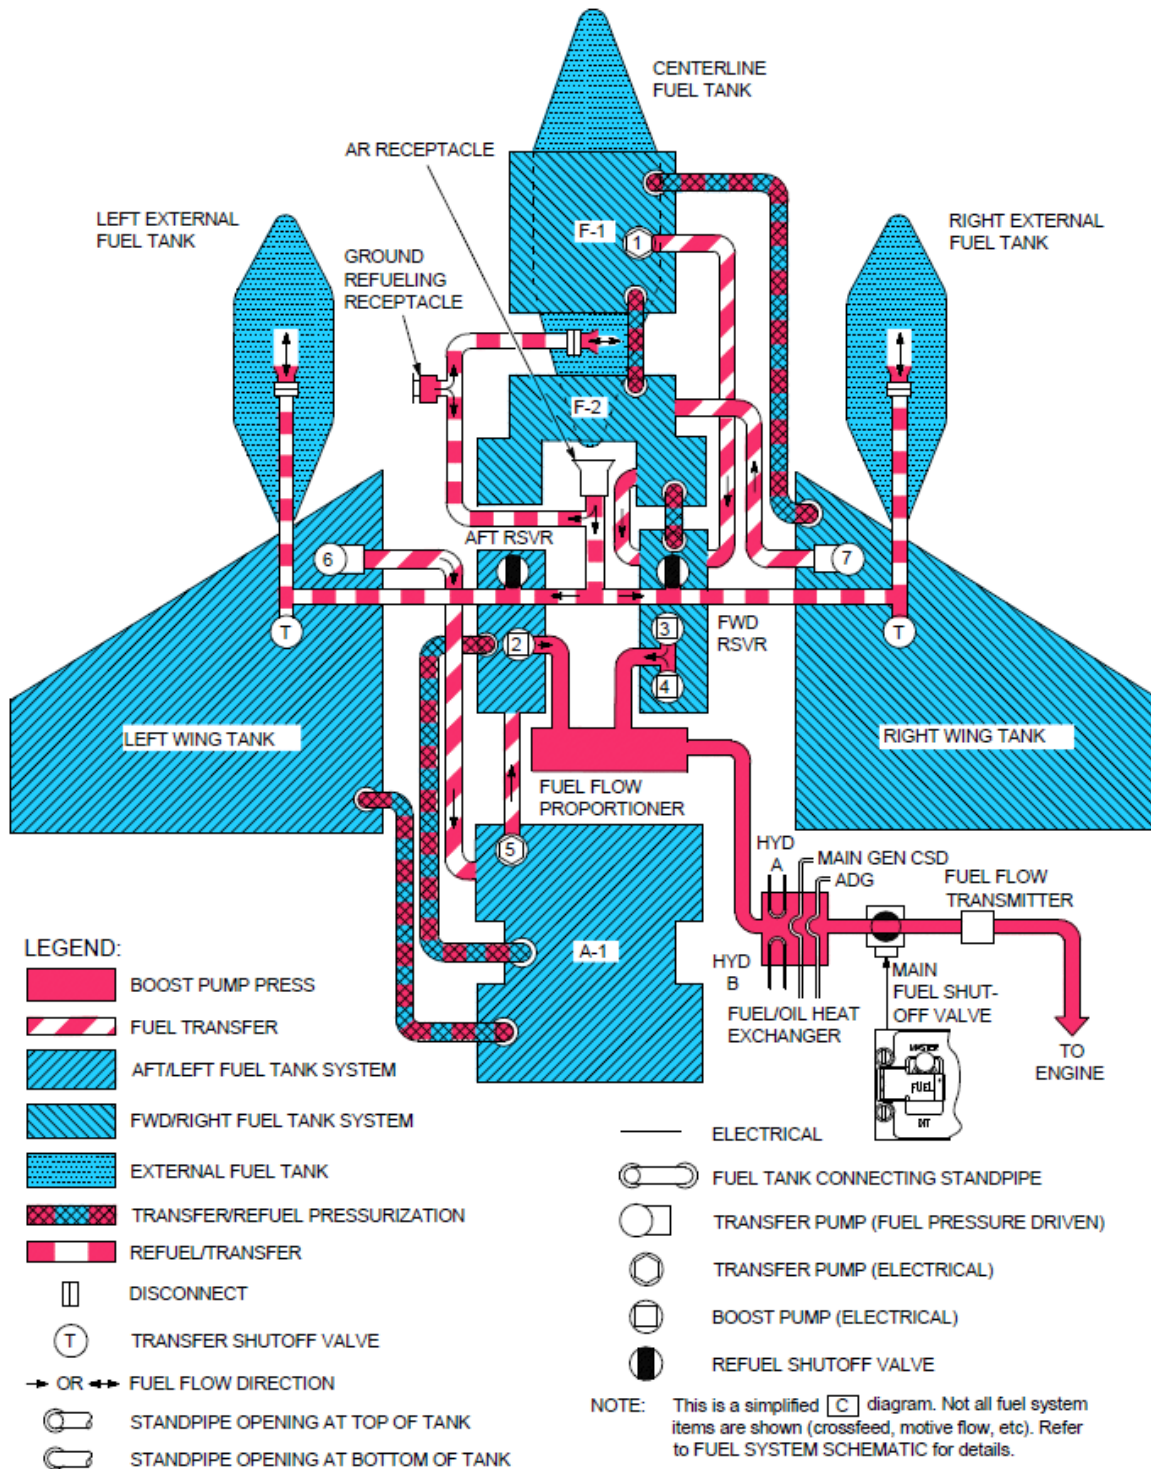 CENTERLINE
FUEL TANK
AR RECEPTACLE
LEFT EXTERNAL
FUEL TANK
RIGHT EXTERNAL
FUEL TANK
F-1
1
GROUND
REFUELING
RECEPTACLE
F-2
AFT RSVR
6
7
T
2
3
4
FWD
RSVR
T
LEFT WING TANK
RIGHT WING TANK
FUEL FLOW
PROPORTIONER
5
HYD
A
MAIN GEN CSD
ADG
FUEL FLOW
TRANSMITTER
A-1
HYD
B
FUEL/OIL HEAT
EXCHANGER
MAIN
FUEL SHUT-
OFF VALVE
TO
ENGINE
MASTER
FUEL
LEGEND:
BOOST PUMP PRESS
FUEL TRANSFER
AFT/LEFT FUEL TANK SYSTEM
FWD/RIGHT FUEL TANK SYSTEM
EXTERNAL FUEL TANK
TRANSFER/REFUEL PRESSURIZATION
REFUEL/TRANSFER
DISCONNECT
T TRANSFER SHUTOFF VALVE
OR FUEL FLOW DIRECTION
STANDPIPE OPENING AT TOP OF TANK
STANDPIPE OPENING AT BOTTOM OF TANK
ELECTRICAL
FUEL TANK CONNECTING STANDPIPE
TRANSFER PUMP (FUEL PRESSURE DRIVEN)
TRANSFER PUMP (ELECTRICAL)
BOOST PUMP (ELECTRICAL)
REFUEL SHUTOFF VALVE
NOTE: This is a simplified C diagram. Not all fuel system
items are shown (crossfeed, motive flow, etc). Refer
to FUEL SYSTEM SCHEMATIC for details.